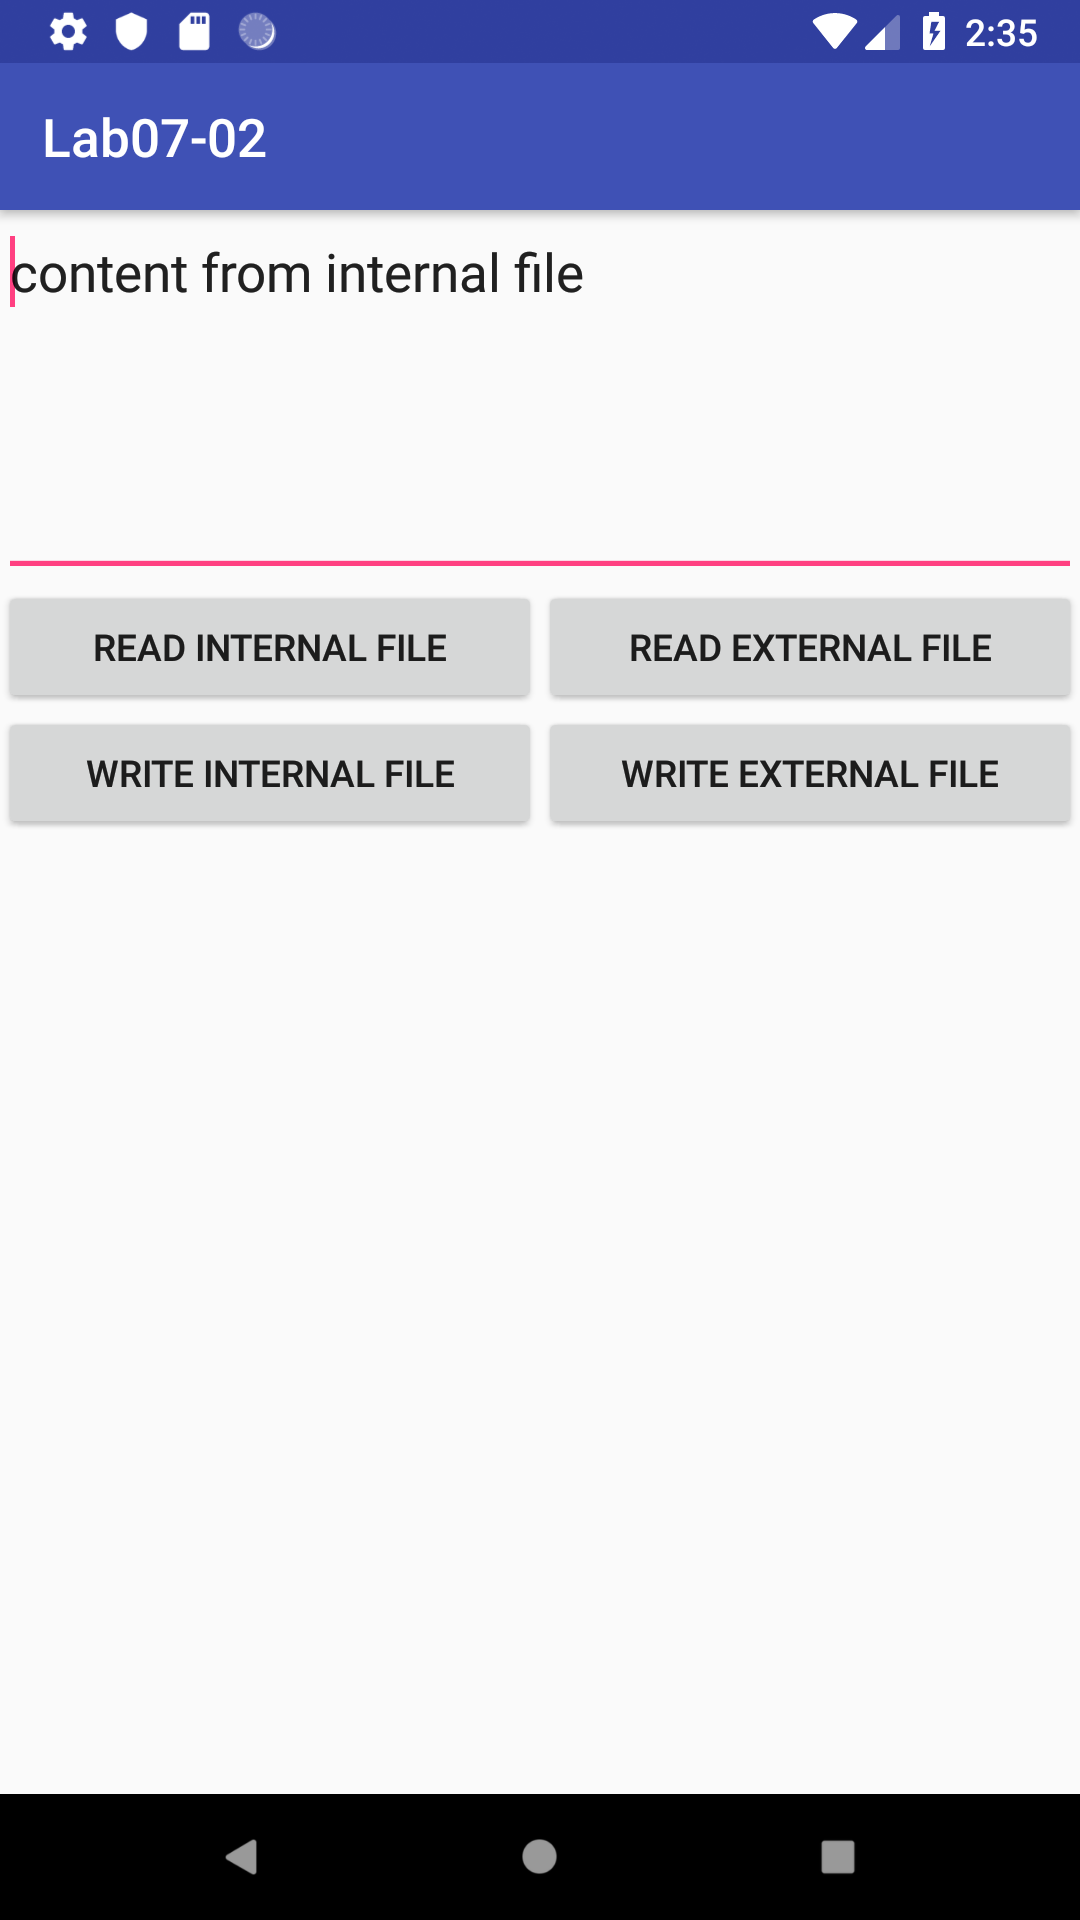 2:35
Lab07-02
content from internal file
READ INTERNAL FILE READ EXTERNAL FILE
WRITE INTERNAL FILE WRITE EXTERNAL FILE